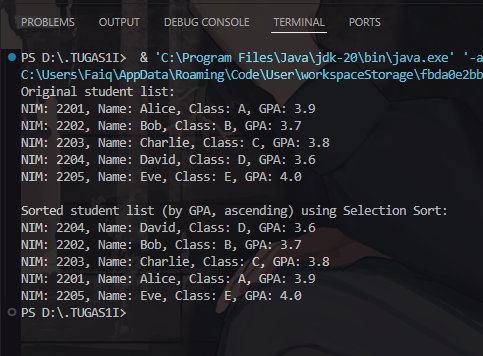 PROBLEMS OUTPUT DEBUG CONSOLE TERMINAL PORTS
PS D:\.TUGAS1I> & 'C:\Program Files\Java\jdk-20\bin\java.exe' '-a
C:\Users\Faiq\AppData\Roaming\Code\User\workspaceStorage\fbda0e2bb
Original student list:
NIM: 2201, Name: Alice, Class: A, GPA: 3.9
NIM: 2202, Name: Bob, Class: B, GPA: 3.7
NIM: 2203, Name: Charlie, Class: C, GPA: 3.8
NIM: 2204, Name: David, Class: D, GPA: 3.6
NIM: 2205, Name: Eve, Class: E, GPA: 4.0
Sorted student list (by GPA, ascending) using Selection Sort:
NIM: 2204, Name: David, Class: D, GPA: 3.6
NIM: 2202, Name: Bob, Class: B, GPA: 3.7
NIM: 2203, Name: Charlie, Class: C, GPA: 3.8
NIM: 2201, Name: Alice, Class: A, GPA: 3.9
NIM: 2205, Name: Eve, Class: E, GPA: 4.0
PS D:\.TUGAS1I>